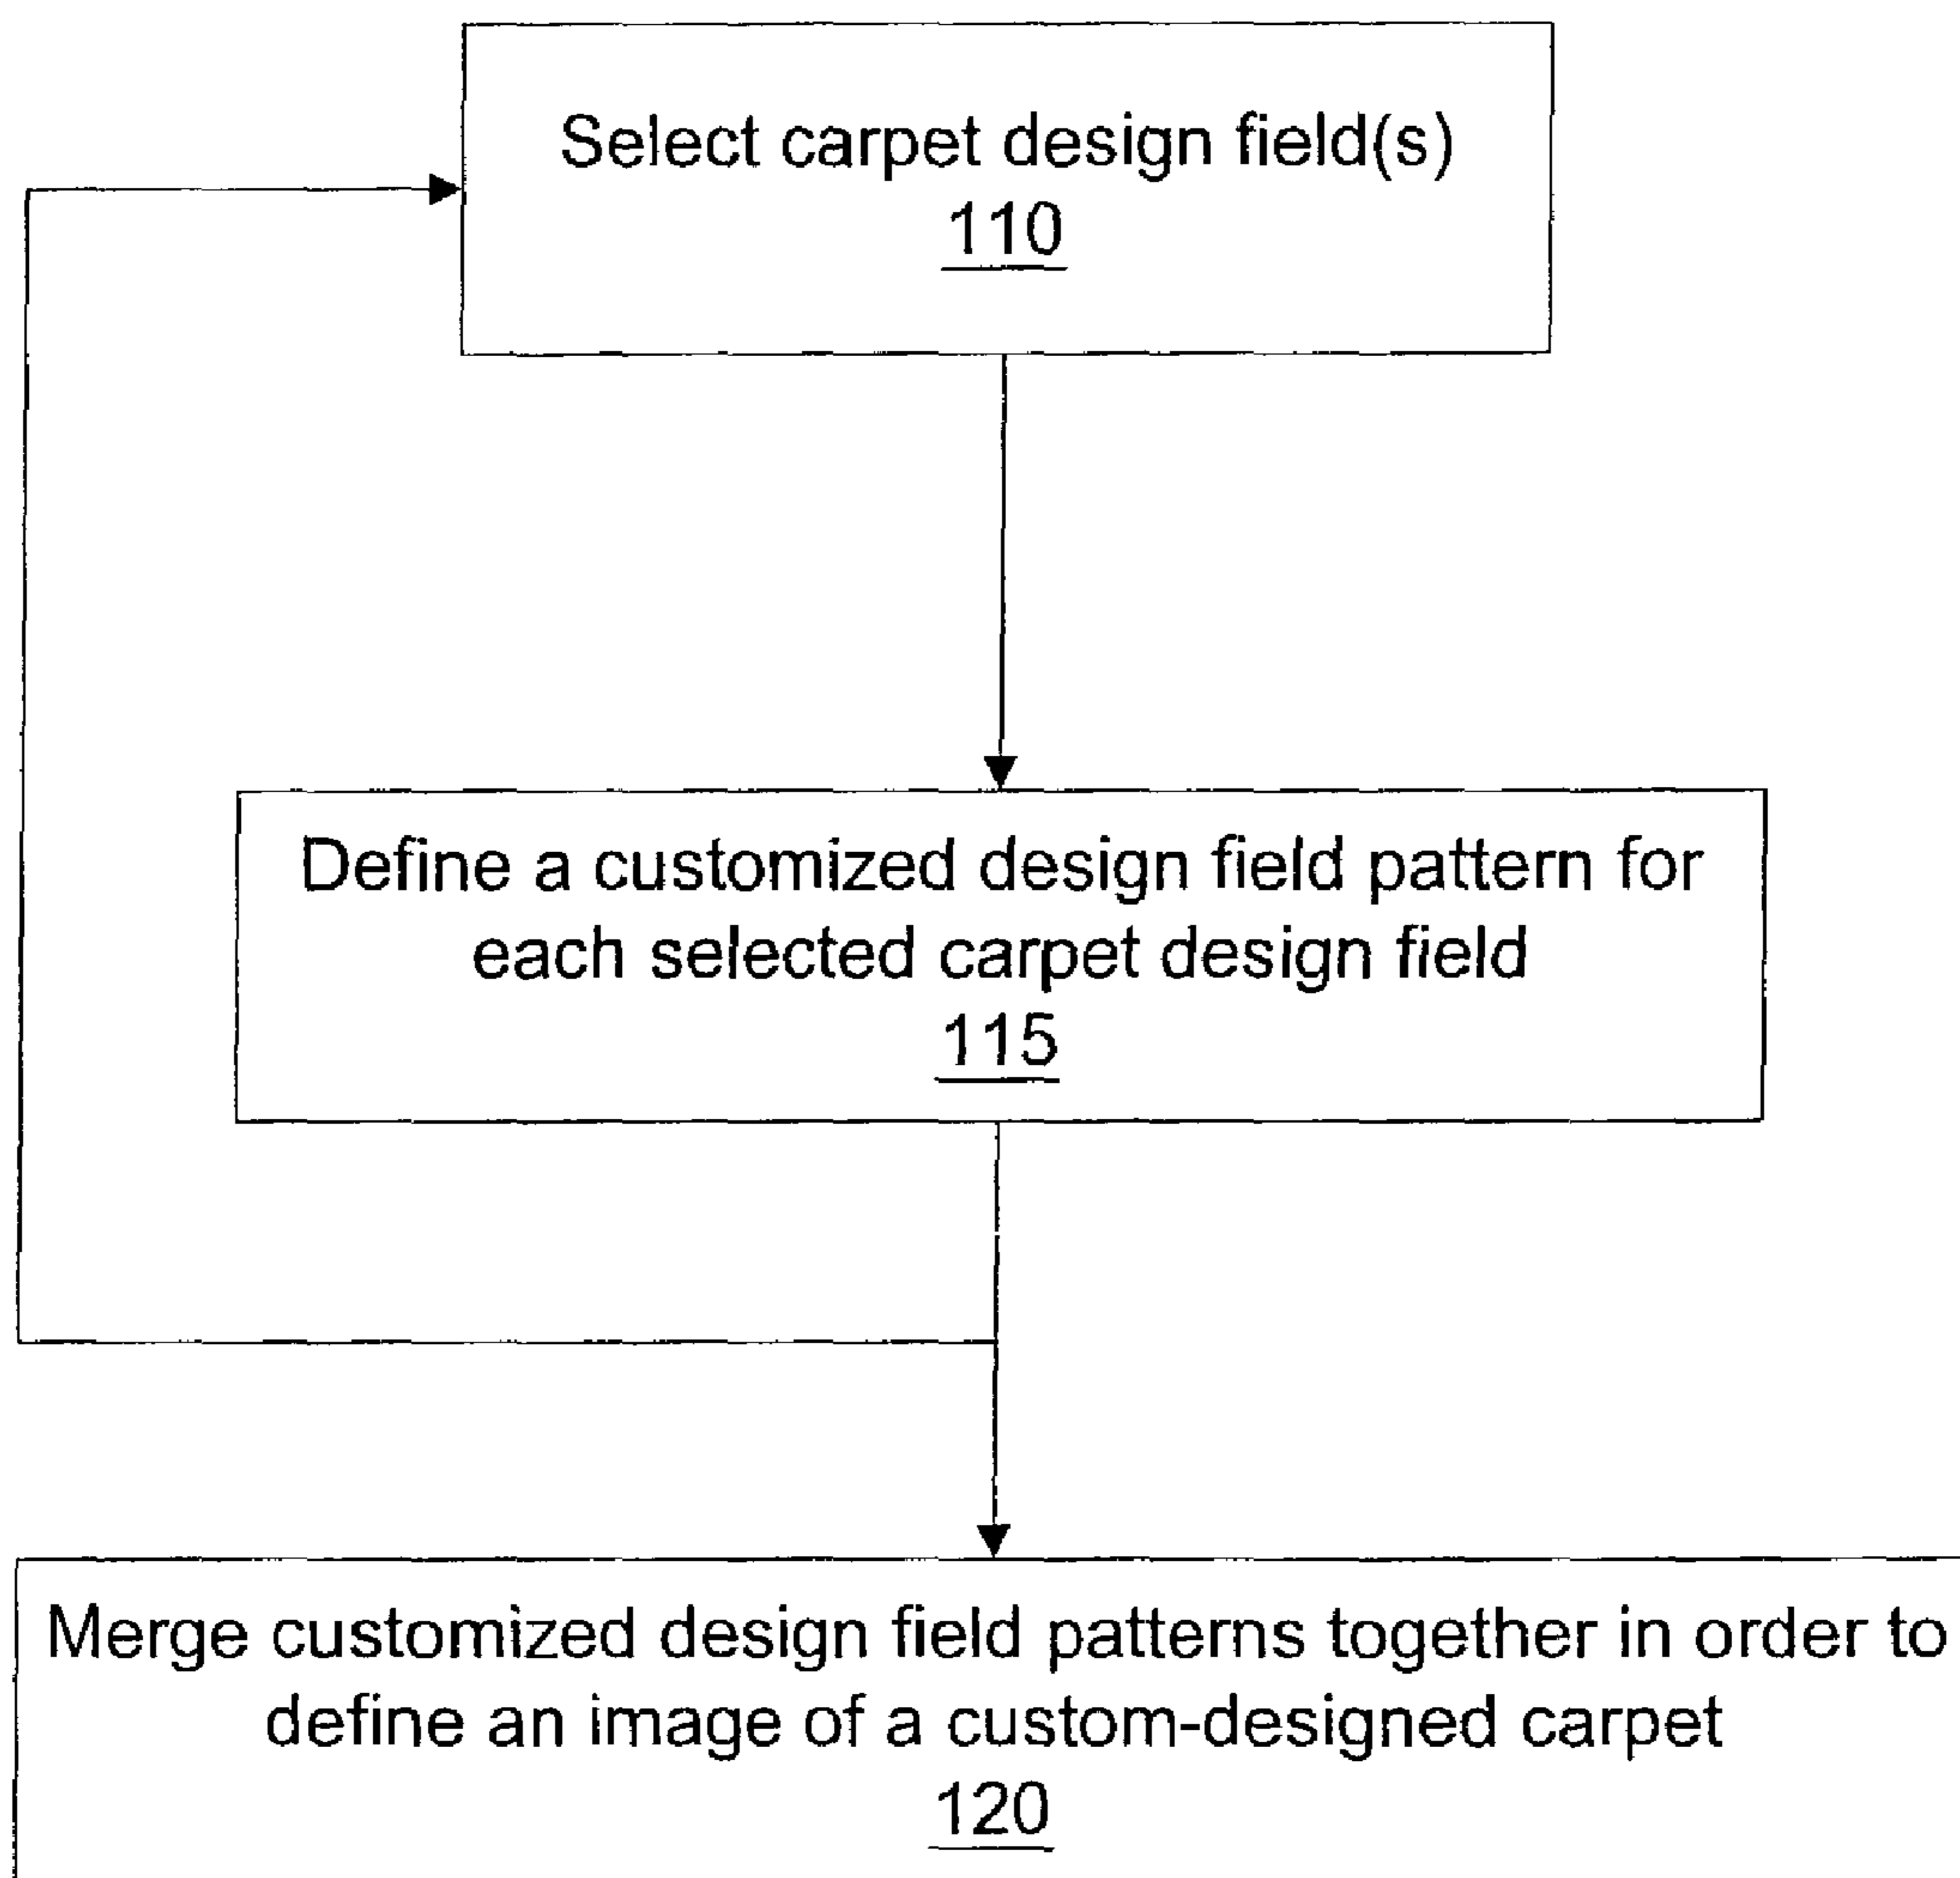 Select carpet design field(s)
110
Define a customized design field pattern for
each selected carpet design field
115
Merge customized design field patterns together in order to
define an image of a custom-designed carpet
120